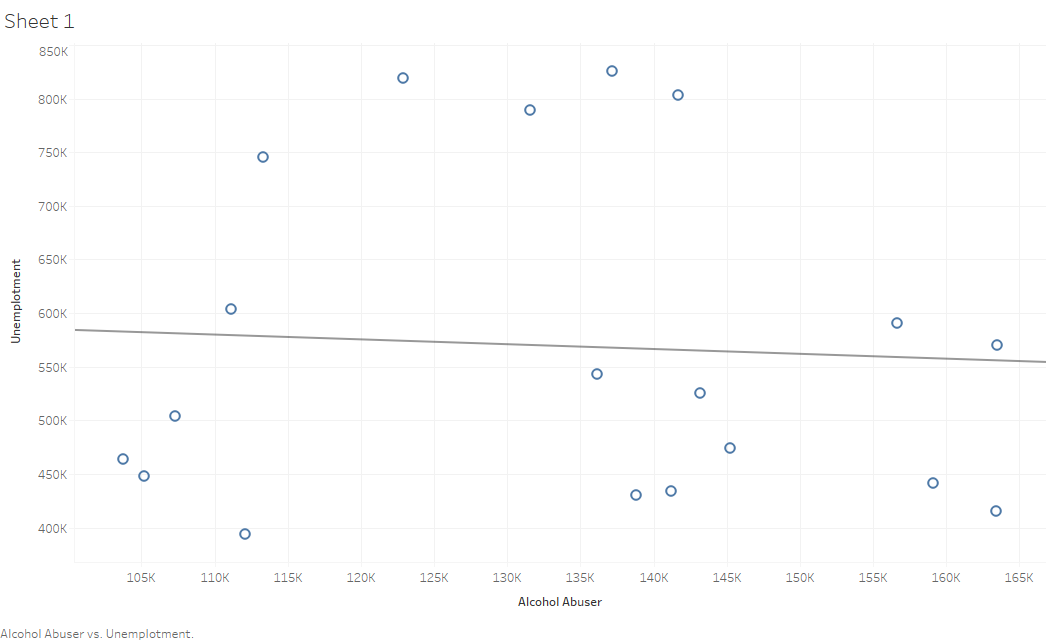 Sheet 1
850K
800K
750K
700K
650K
600K
550K
500K
450K
400K
Unemplotment
105K 110K 115K 120K 125K 130K 135K 140K 145K 150K 155K 160K 165K
Alcohol Abuser
Alcohol Abuser vs. Unemplotment.